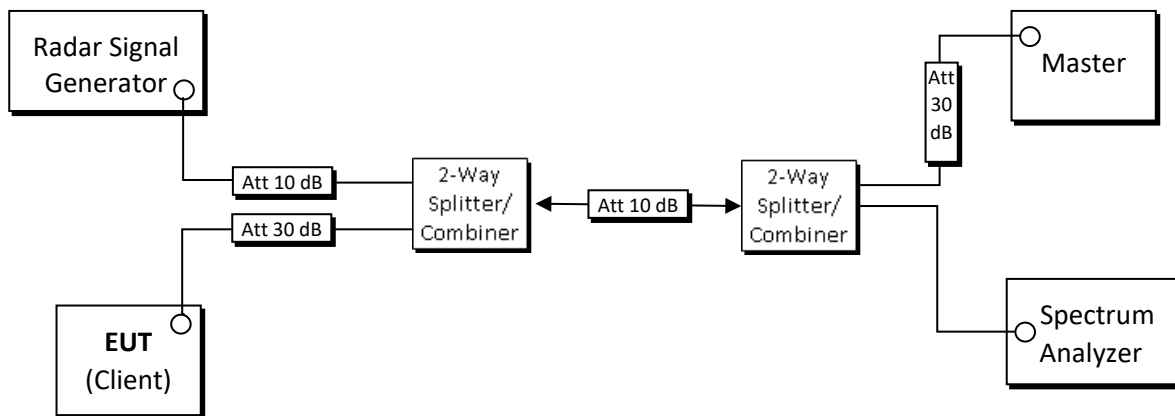 Radar Signal
Generator
Att 10 dB
Att 30 dB
EUT
(Client)
2-Way
Splitter/
Combiner
Att 10 dB
2-Way
Splitter/
Combiner
Att
30
dB
Master
Spectrum
Analyzer